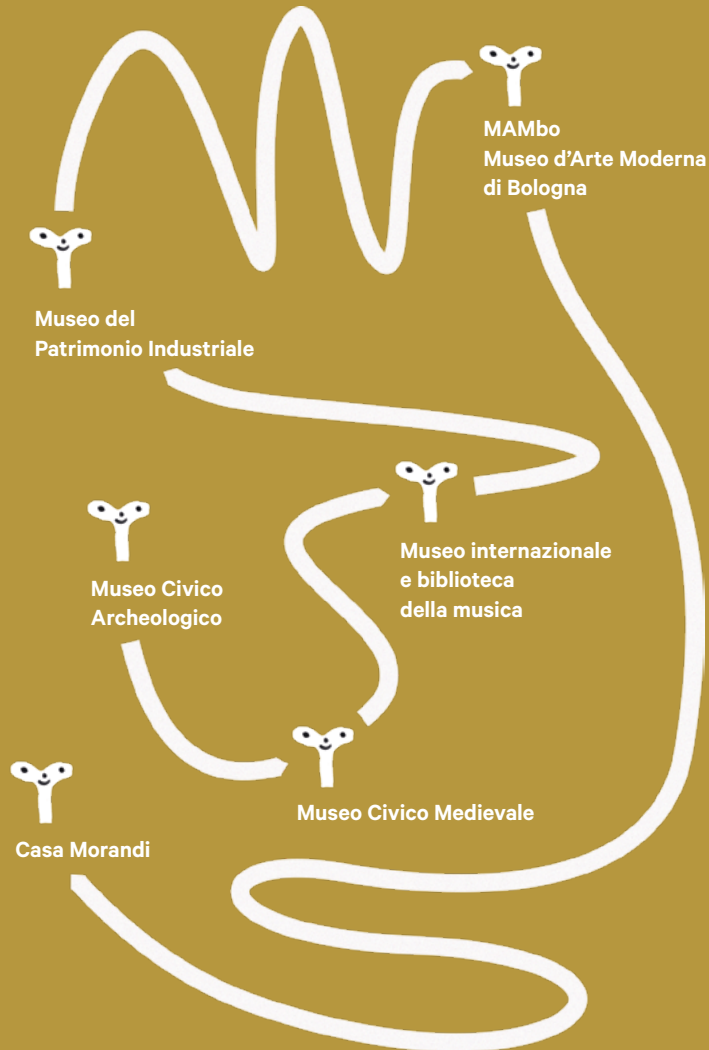 MAMbo
Museo d’Arte Moderna
di Bologna
Museo del
Patrimonio Industriale
Museo internazionale
e biblioteca
della musica
Museo Civico
Archeologico
Museo Civico Medievale
Casa Morandi